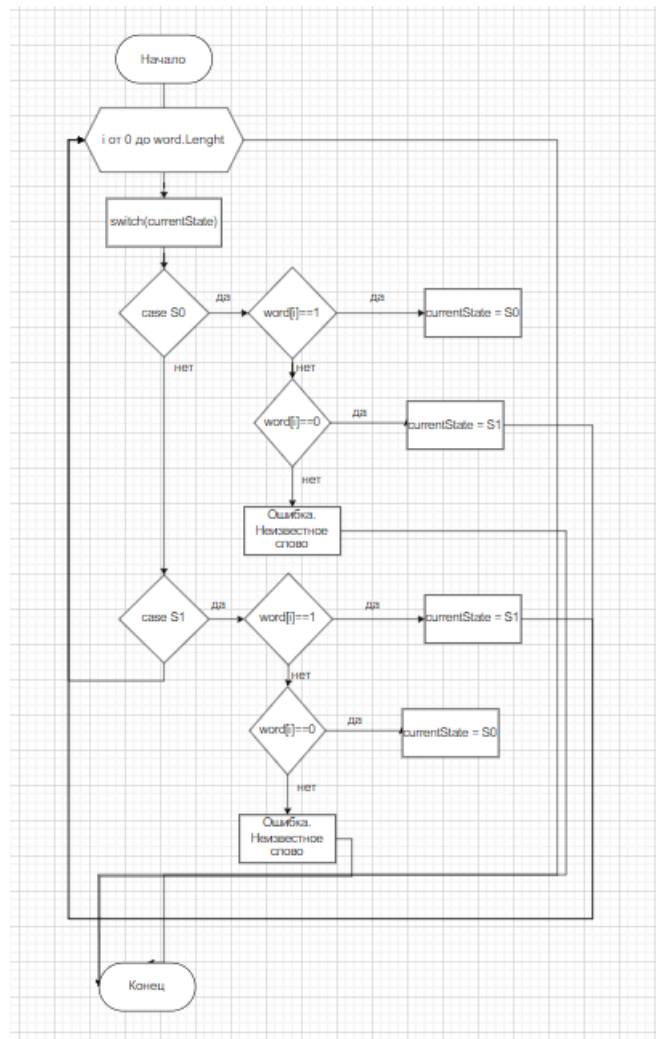 Начало
i от 0 до word.Lenght
switch(currentState)
case S0
да
word[i]==1
да
currentState = S0
нет
нет
word[i]==0
да
currentState = S1
нет
Ошибка.
Неизвестное
слово
case S1
да
word[i]==1
да
currentState = S1
нет
word[i]==0
да
currentState = S0
нет
Ошибка.
Неизвестное
слово
Конец